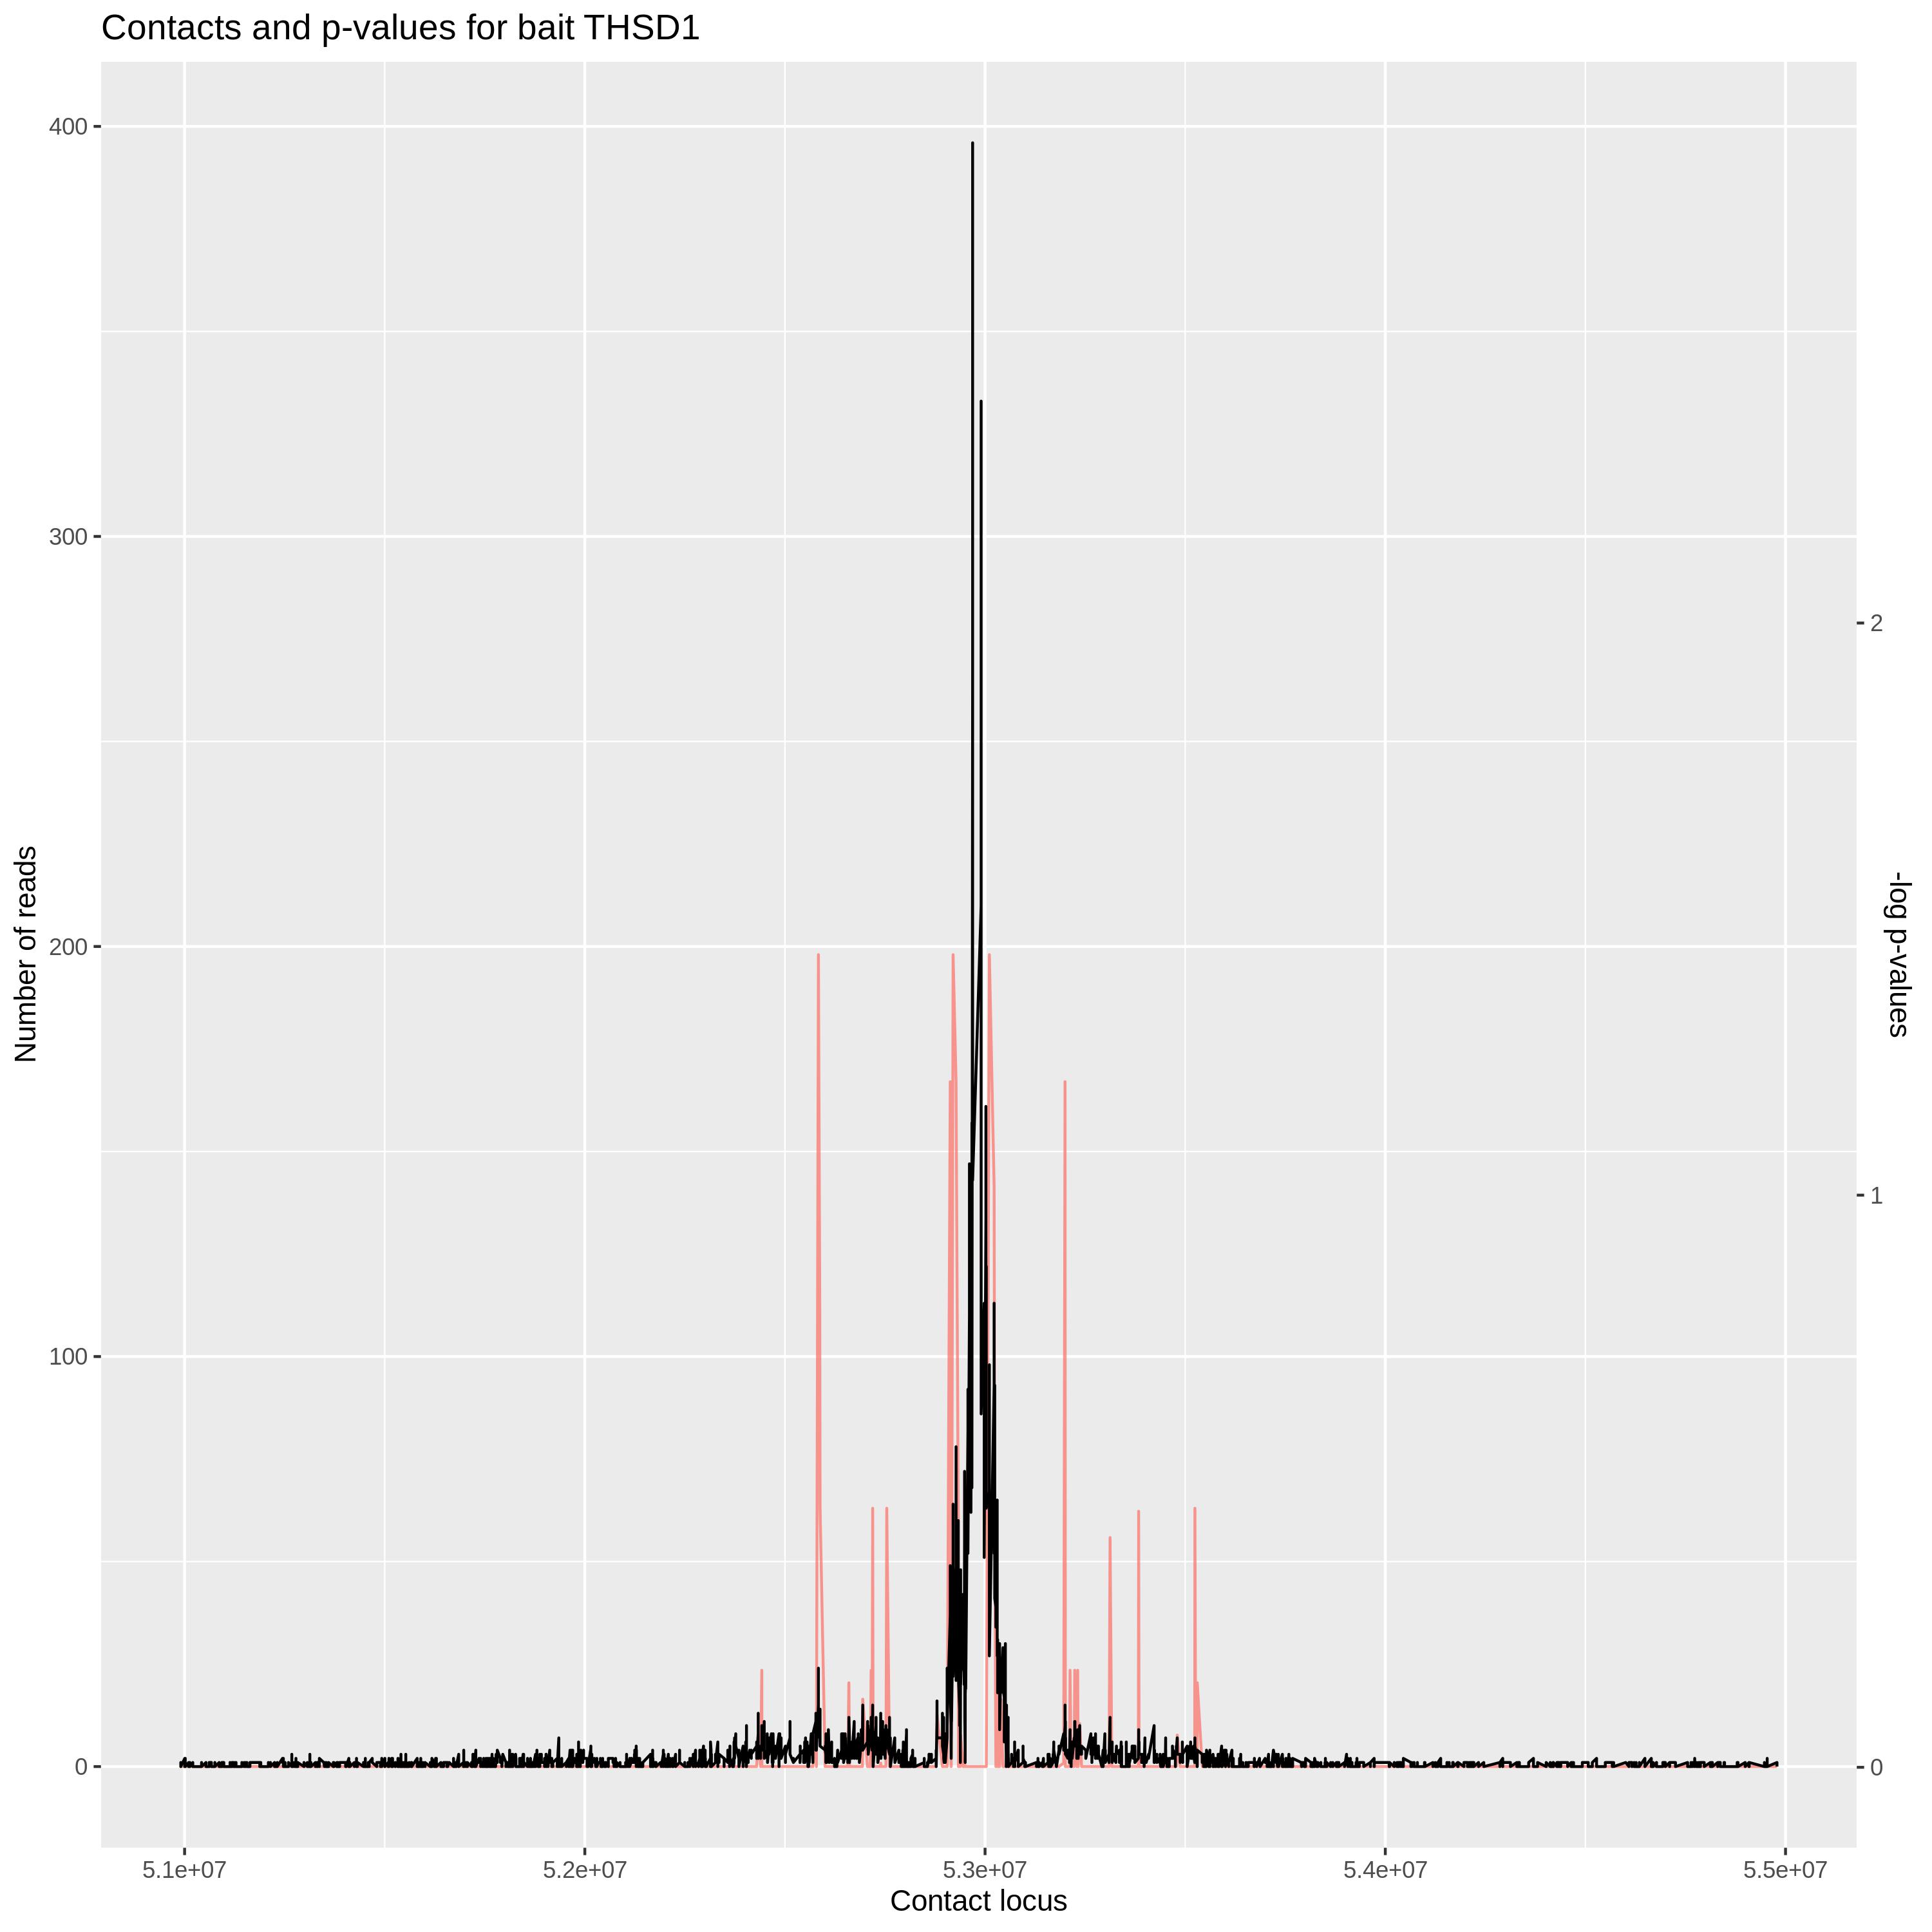 Contacts and p-values for bait THSD1
400
300
200
100
0
Number of reads
2
1
0
-log p-values
5.1e+07
5.2e+07
5.3e+07
5.4e+07
5.5e+07
Contact locus